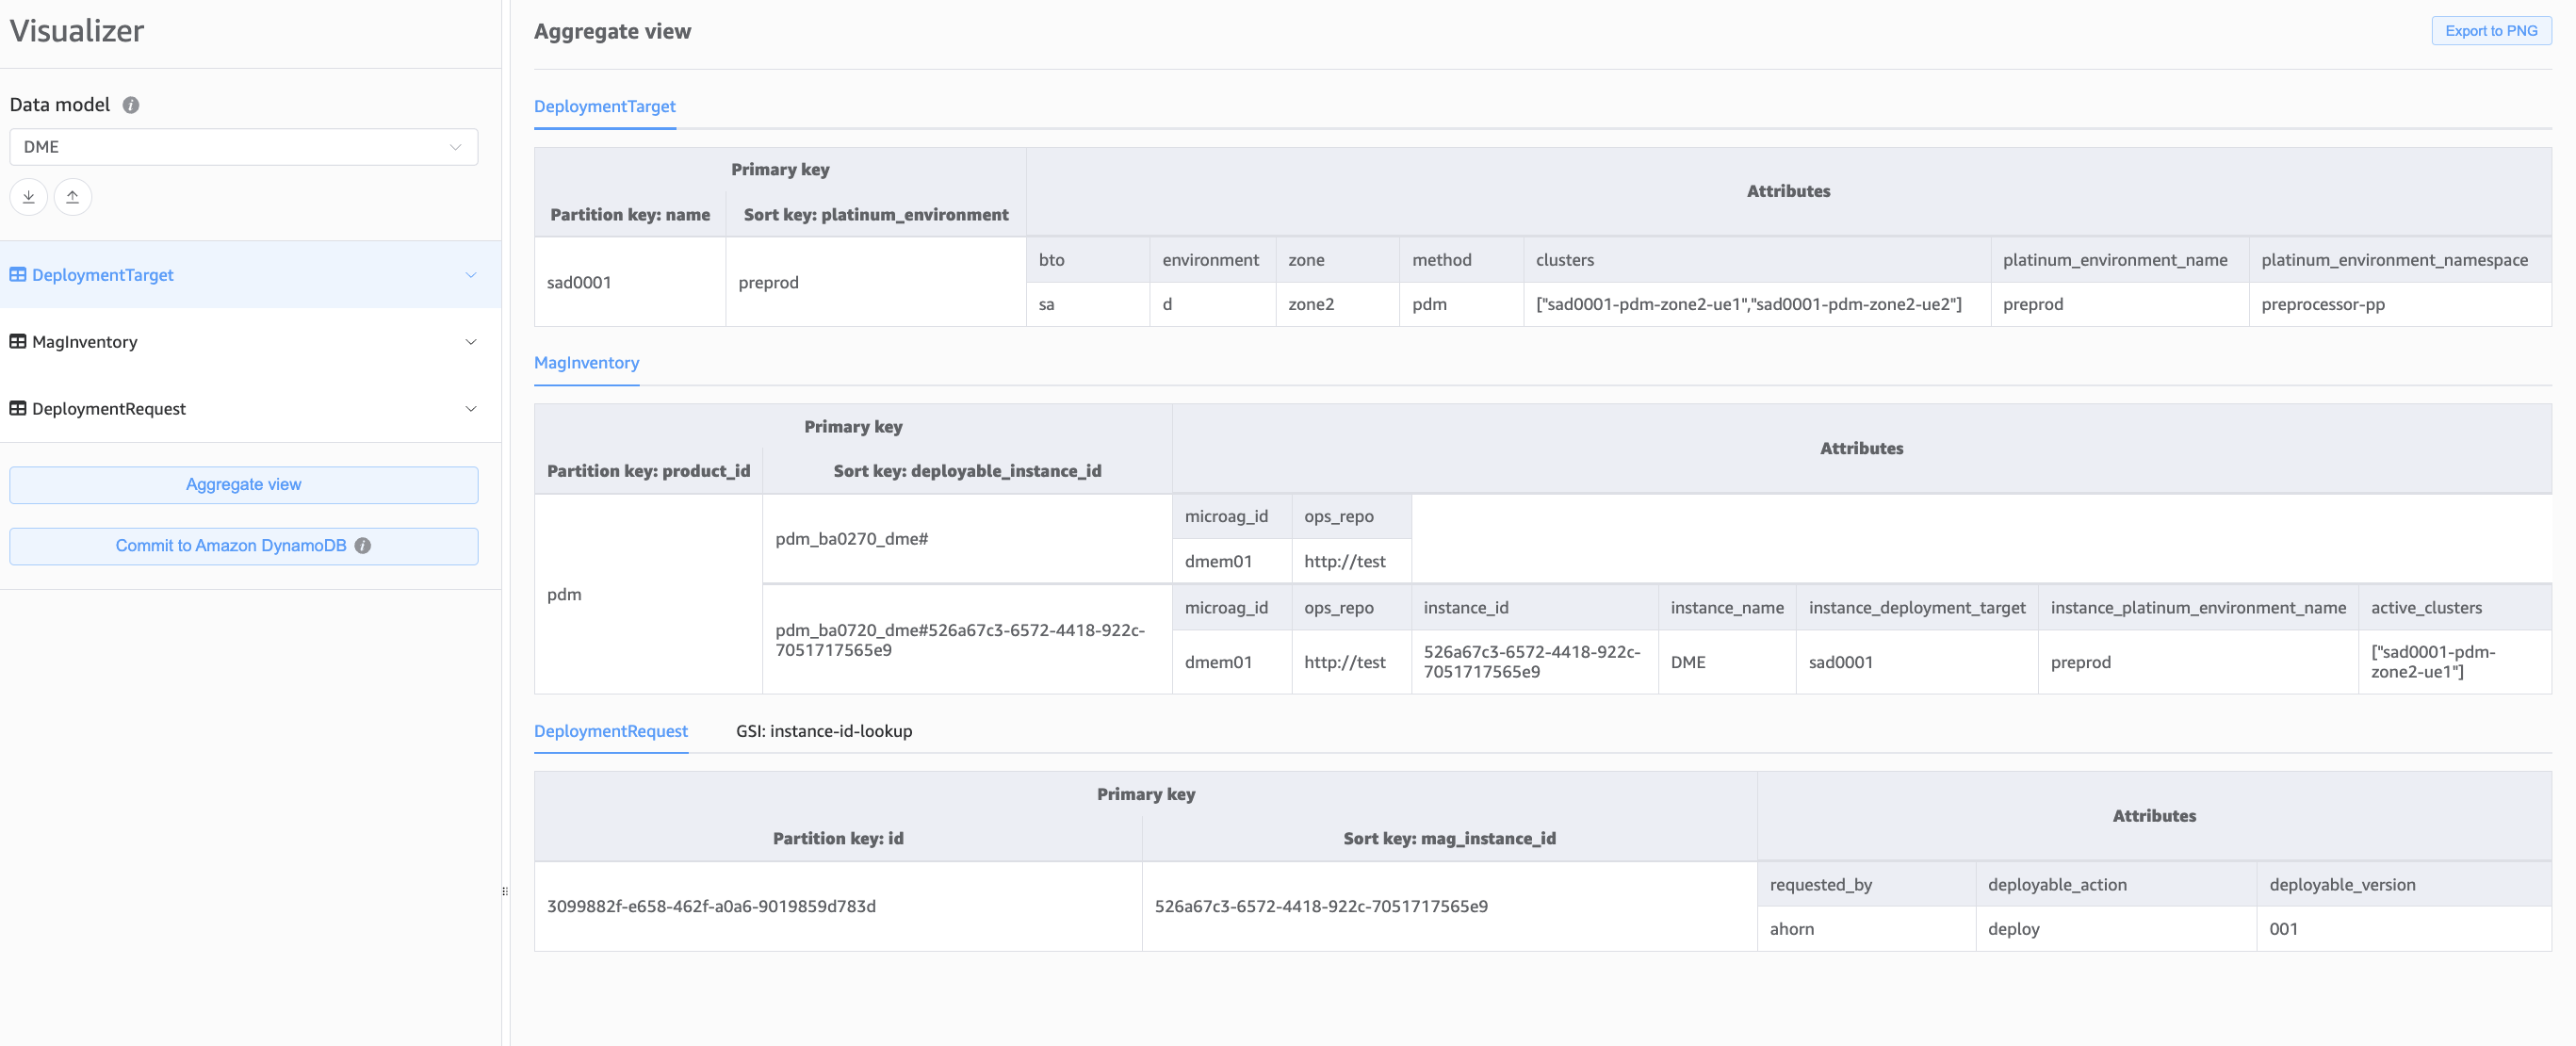 Visualizer
Data model
DME
DeploymentTarget
MagInventory
DeploymentRequest
Aggregate view
Commit to Amazon DynamoDB
Aggregate view
Export to PNG
DeploymentTarget
Primary key
Attributes
Partition key: name Sort key: platinum_environment
bto environment zone method clusters platinum_environment_name platinum_environment_namespace
sad0001 preprod
sa d zone2 pdm ["sad0001-pdm-zone2-ue1","sad0001-pdm-zone2-ue2"] preprod preprocessor-pp
MagInventory
Primary key
Attributes
Partition key: product_id Sort key: deployable_instance_id
pdm
pdm_ba0270_dme#
microag_id ops_repo
dmem01 http://test
pdm_ba0720_dme#526a67c3-6572-4418-922c-
7051717565e9
microag_id ops_repo instance_id instance_name instance_deployment_target instance_platinum_environment_name active_clusters
dmem01 http://test 526a67c3-6572-4418-922c-
7051717565e9 DME sad0001 preprod ["sad0001-pdm-
zone2-ue1"]
DeploymentRequest GSI: instance-id-lookup
Primary key
Attributes
Partition key: id Sort key: mag_instance_id
3099882f-e658-462f-a0a6-9019859d783d 526a67c3-6572-4418-922c-7051717565e9
requested_by deployable_action deployable_version
ahorn deploy 001